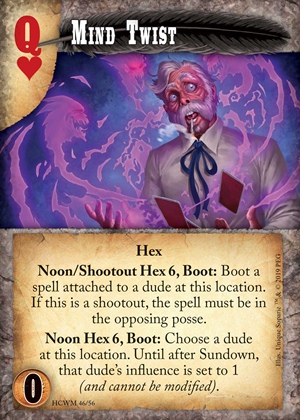 Q
MIND TWIST
Hex
Noon/Shootout Hex 6, Boot: Boot a
spell attached to a dude at this location.
If this is a shootout, the spell must be in
the opposing posse.
Noon Hex 6, Boot: Choose a dude
at this location. Until after Sundown,
that dude's influence is set to 1
(and cannot be modified).
0
HCWM 46/56